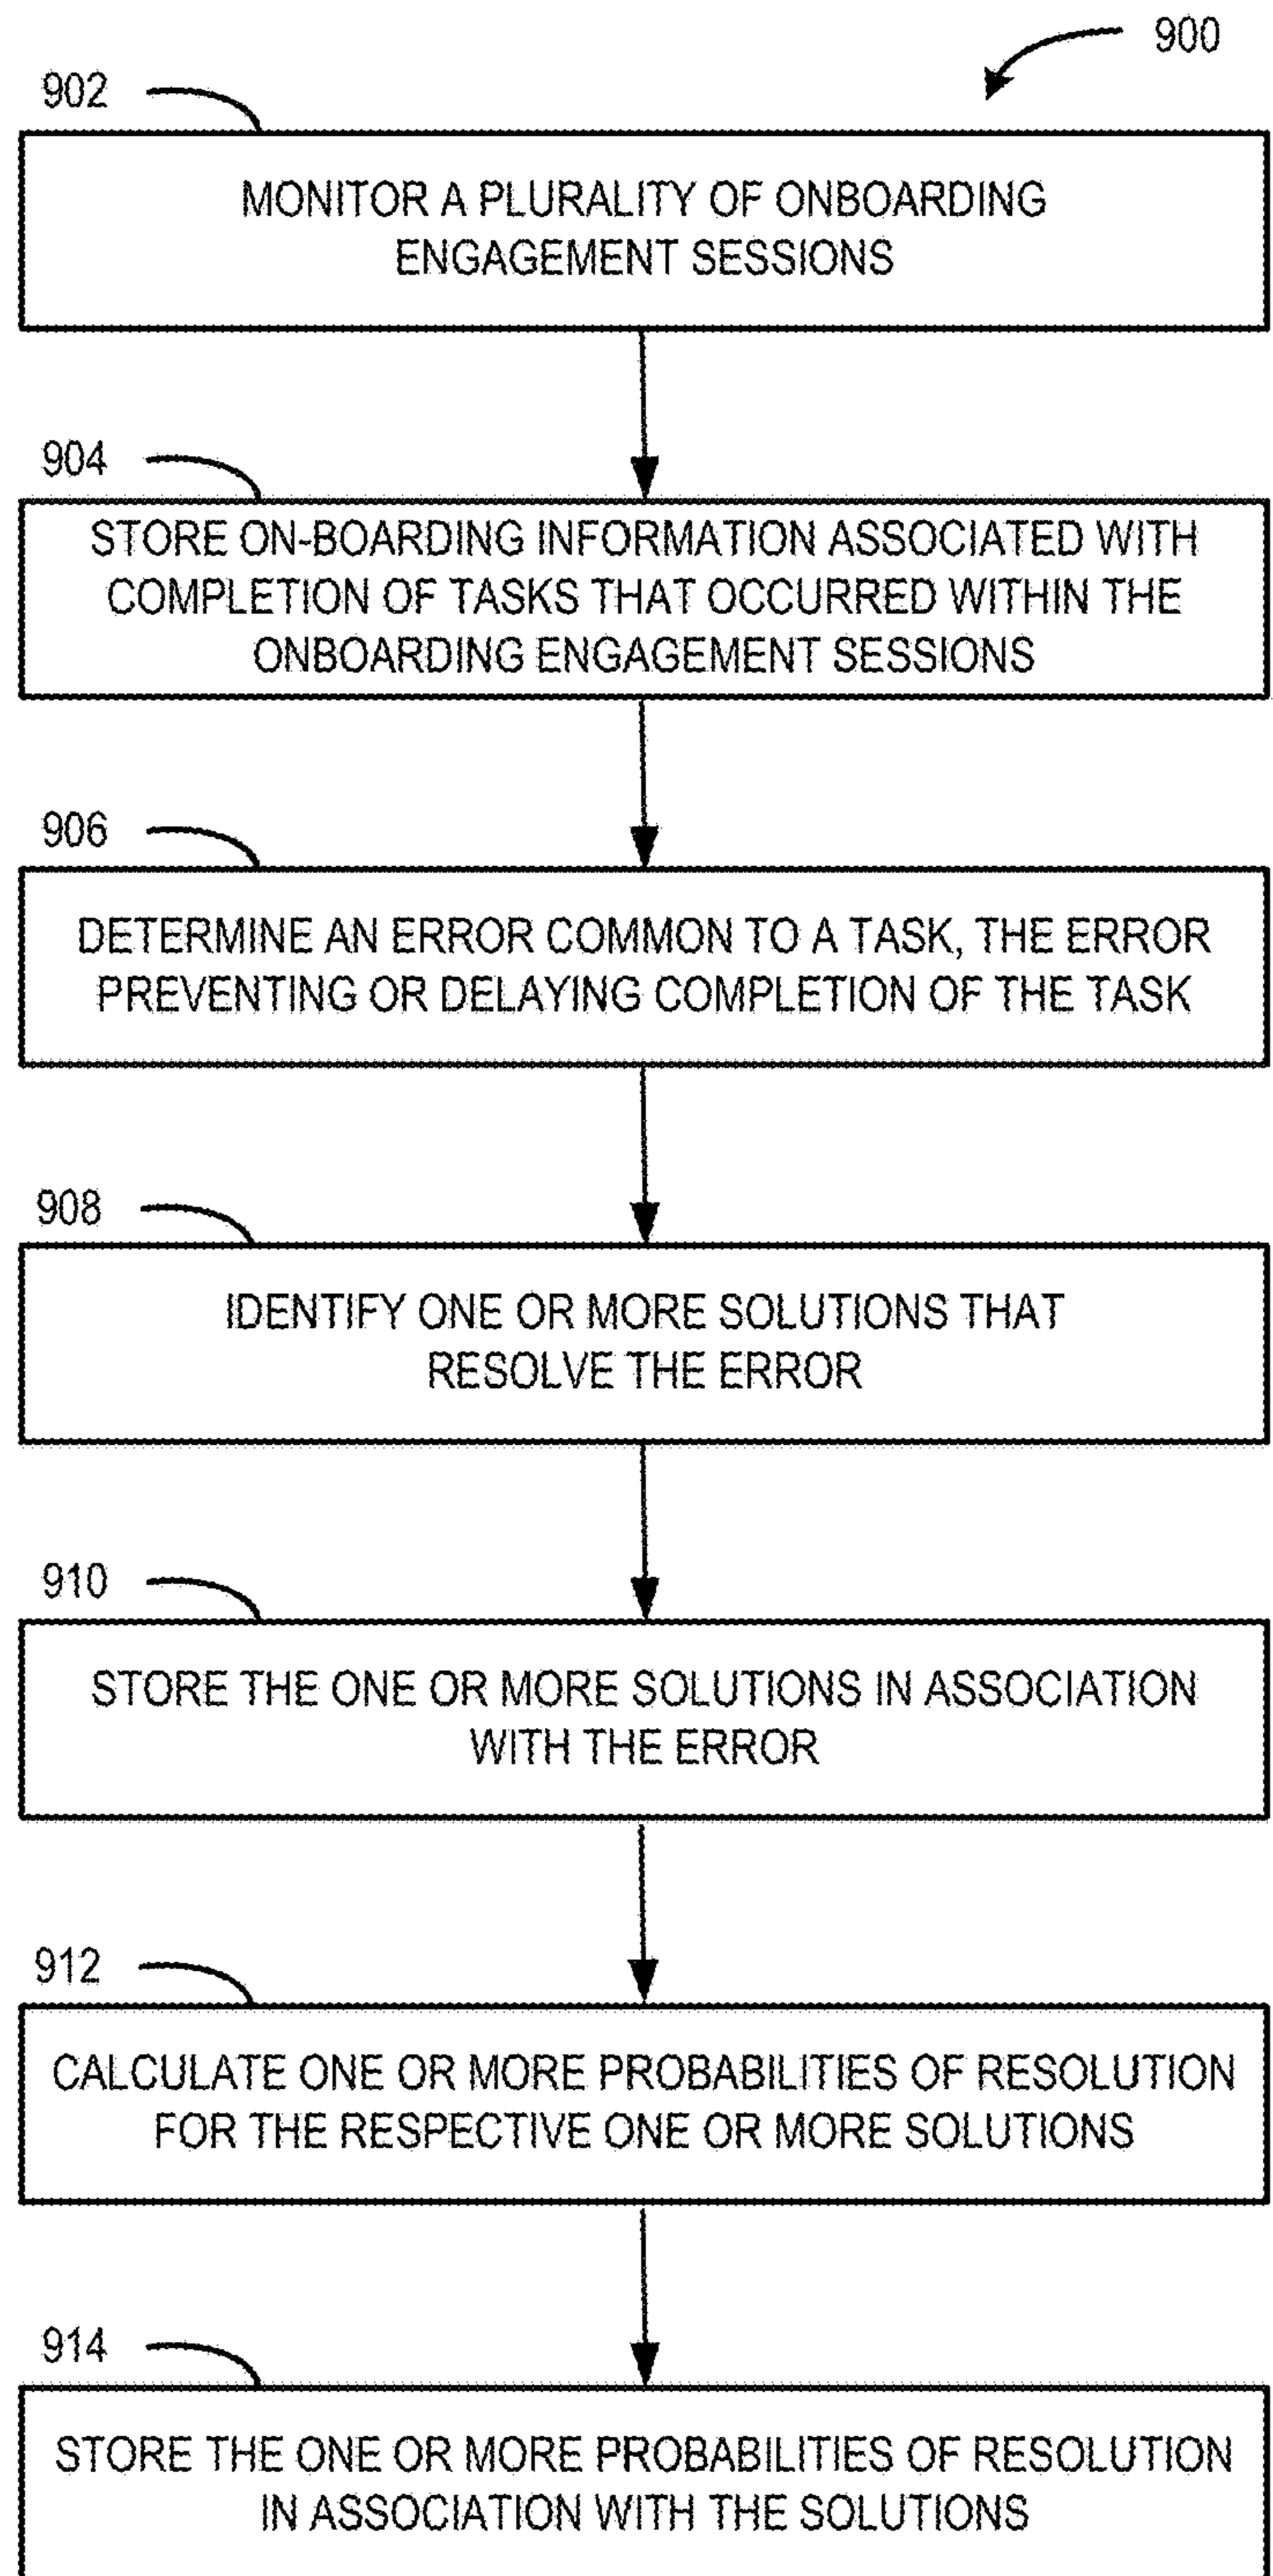 900
902
MONITOR A PLURALITY OF ONBOARDING
ENGAGEMENT SESSIONS
904
STORE ON-BOARDING INFORMATION ASSOCIATED WITH
COMPLETION OF TASKS THAT OCCURRED WITHIN THE
ONBOARDING ENGAGEMENT SESSIONS
906
DETERMINE AN ERROR COMMON TO A TASK, THE ERROR
PREVENTING OR DELAYING COMPLETION OF THE TASK
908
IDENTIFY ONE OR MORE SOLUTIONS THAT
RESOLVE THE ERROR
910
STORE THE ONE OR MORE SOLUTIONS IN ASSOCIATION
WITH THE ERROR
912
CALCULATE ONE OR MORE PROBABILITIES OF RESOLUTION
FOR THE RESPECTIVE ONE OR MORE SOLUTIONS
914
STORE THE ONE OR MORE PROBABILITIES OF RESOLUTION
IN ASSOCIATION WITH THE SOLUTIONS